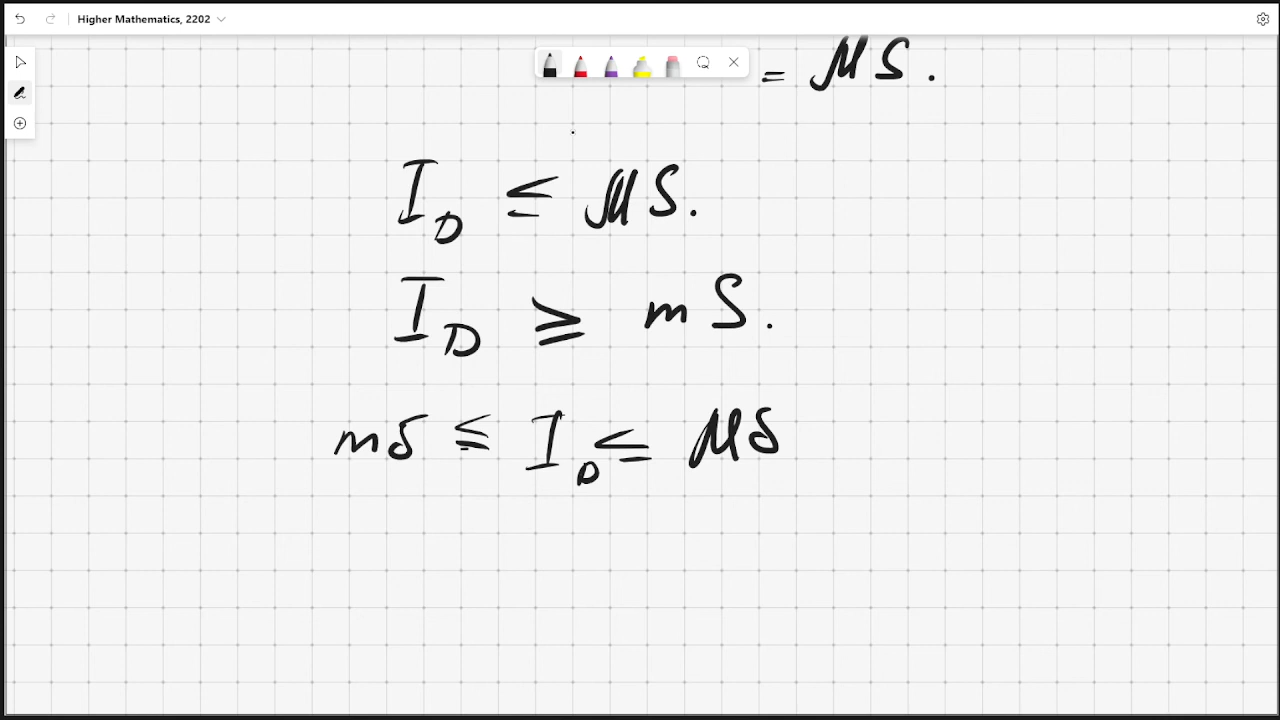 Higher Mathematics, 2202
= MS.
I_D ≤ MS.
I_D ≥ mS.
mS ≤ I_D ≤ MS